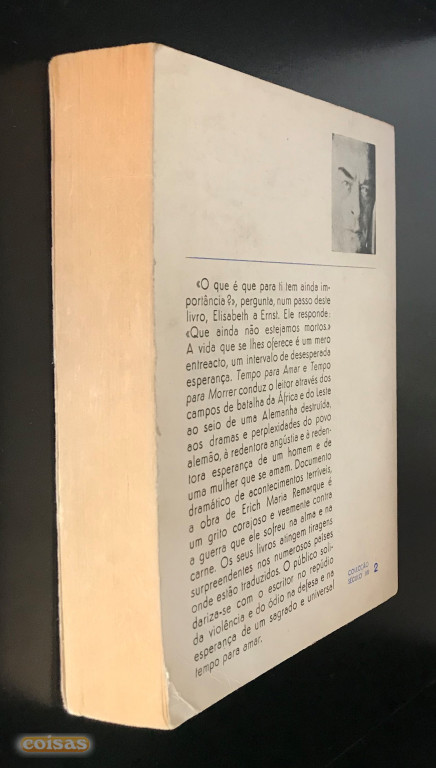 «O que é que para ti tem ainda im-
portância?», pergunta, num passo deste
livro, Elisabeth a Ernst. Ele responde:
«Que ainda não estejamos mortos.»
A vida que se lhes oferece é um mero
entreacto, um intervalo de desesperada
esperança. Tempo para Amar e Tempo
para Morrer conduz o leitor através dos
campos de batalha da África e do Leste
ao seio de uma Alemanha destruída,
aos dramas e perplexidades do povo
alemão, à redentora angústia e à reden-
tora esperança de um homem e de
uma mulher que se amam. Documento
dramático de acontecimentos terríveis,
a obra de Erich Maria Remarque é
um grito corajoso e veemente contra
a guerra que ele sofreu na alma e na
carne. Os seus livros atingem tiragens
surpreendentes nos numerosos países
onde estão traduzidos. O público soli-
dariza-se com o escritor no repúdio
da violência e do ódio na defesa e na
esperança de um sagrado e universal
tempo para amar.
COLECÇÃO
SÉCULO XX 2
coisas